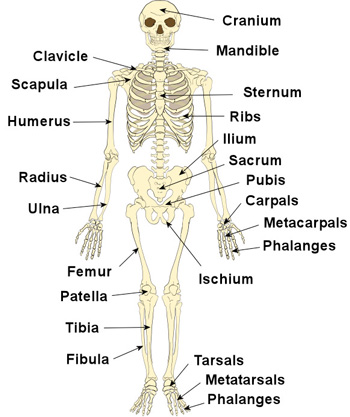 Cranium
Mandible
Clavicle
Scapula
Sternum
Humerus
Ribs
Ilium
Sacrum
Radius
Pubis
Ulna
Carpals
Metacarpals
Phalanges
Femur
Ischium
Patella
Tibia
Fibula
Tarsals
Metatarsals
Phalanges